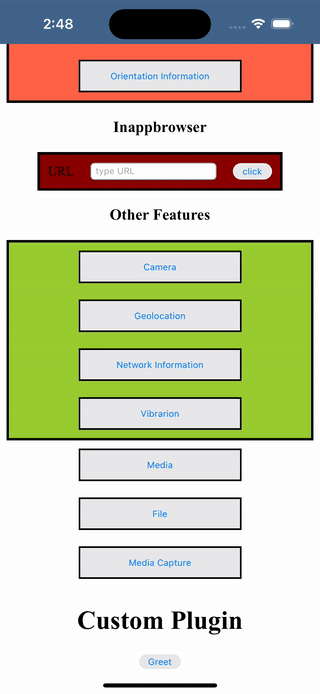 2:48
Orientation Information
Inappbrowser
URL type URL click
Other Features
Camera
Geolocation
Network Information
Vibrarion
Media
File
Media Capture
Custom Plugin
Greet